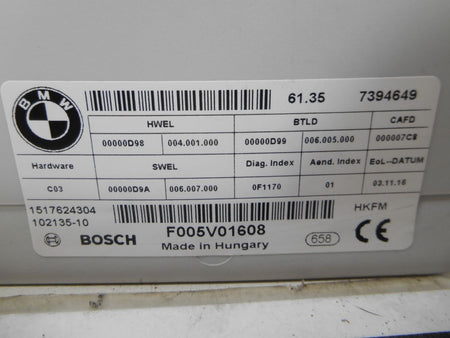 BMW
61.35 7394649
HWEL BTLD CAFD
00000D98 004.001.000 00000D99 006.005.000 000007C8
Hardware SWEL Diag. Index Aend. Index EoL-DATUM
C03 00000D9A 006.007.000 0F1170 01 03.11.16
1517624304 HKFM
102135-10
BOSCH F005V01608 658 CE
Made in Hungary